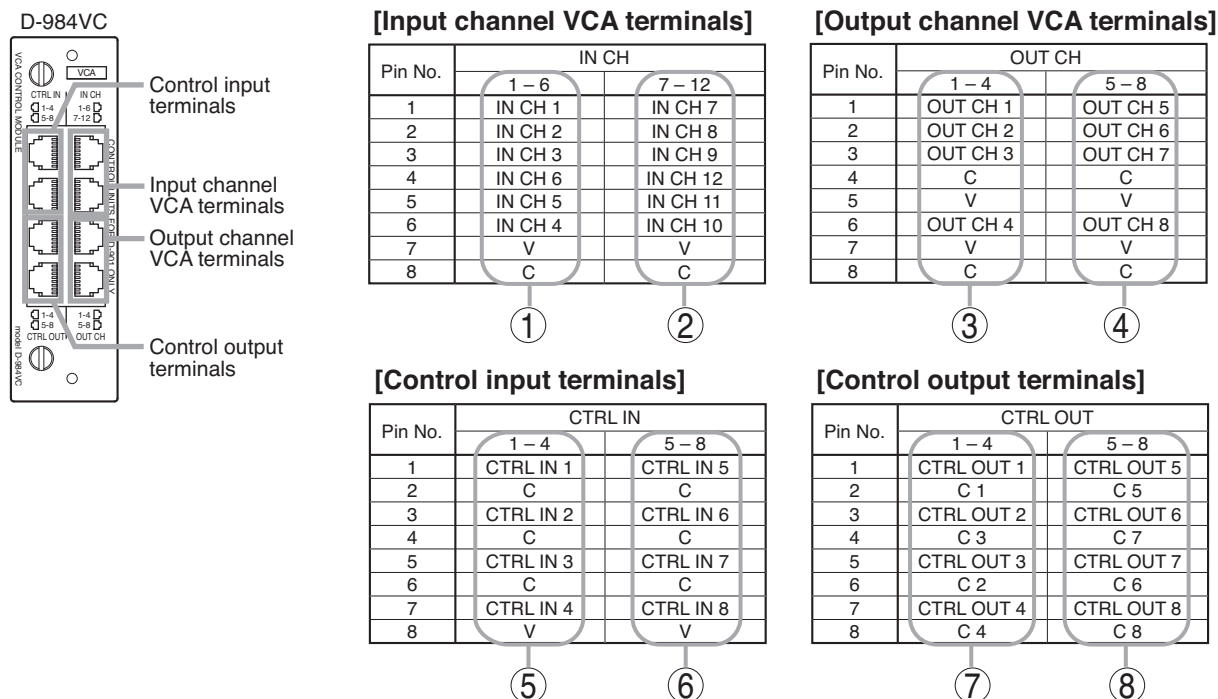 D-984VC
VCA CONTROL MODULE
VCA
CTRL IN IN CH
1-4 1-6
5-8 7-12
CONTROL UNITS FOR D-901 ONLY
1-4 1-4
5-8 5-8
CTRL OUT OUT CH
model D-984VC
Control input
terminals
Input channel
VCA terminals
Output channel
VCA terminals
Control output
terminals
[Input channel VCA terminals]
Pin No. IN CH
1 – 6 7 – 12
1 IN CH 1 IN CH 7
2 IN CH 2 IN CH 8
3 IN CH 3 IN CH 9
4 IN CH 6 IN CH 12
5 IN CH 5 IN CH 11
6 IN CH 4 IN CH 10
7 V V
8 C C
① ②
[Output channel VCA terminals]
Pin No. OUT CH
1 – 4 5 – 8
1 OUT CH 1 OUT CH 5
2 OUT CH 2 OUT CH 6
3 OUT CH 3 OUT CH 7
4 C C
5 V V
6 OUT CH 4 OUT CH 8
7 V V
8 C C
③ ④
[Control input terminals]
Pin No. CTRL IN
1 – 4 5 – 8
1 CTRL IN 1 CTRL IN 5
2 C C
3 CTRL IN 2 CTRL IN 6
4 C C
5 CTRL IN 3 CTRL IN 7
6 C C
7 CTRL IN 4 CTRL IN 8
8 V V
⑤ ⑥
[Control output terminals]
Pin No. CTRL OUT
1 – 4 5 – 8
1 CTRL OUT 1 CTRL OUT 5
2 C 1 C 5
3 CTRL OUT 2 CTRL OUT 6
4 C 3 C 7
5 CTRL OUT 3 CTRL OUT 7
6 C 2 C 6
7 CTRL OUT 4 CTRL OUT 8
8 C 4 C 8
⑦ ⑧